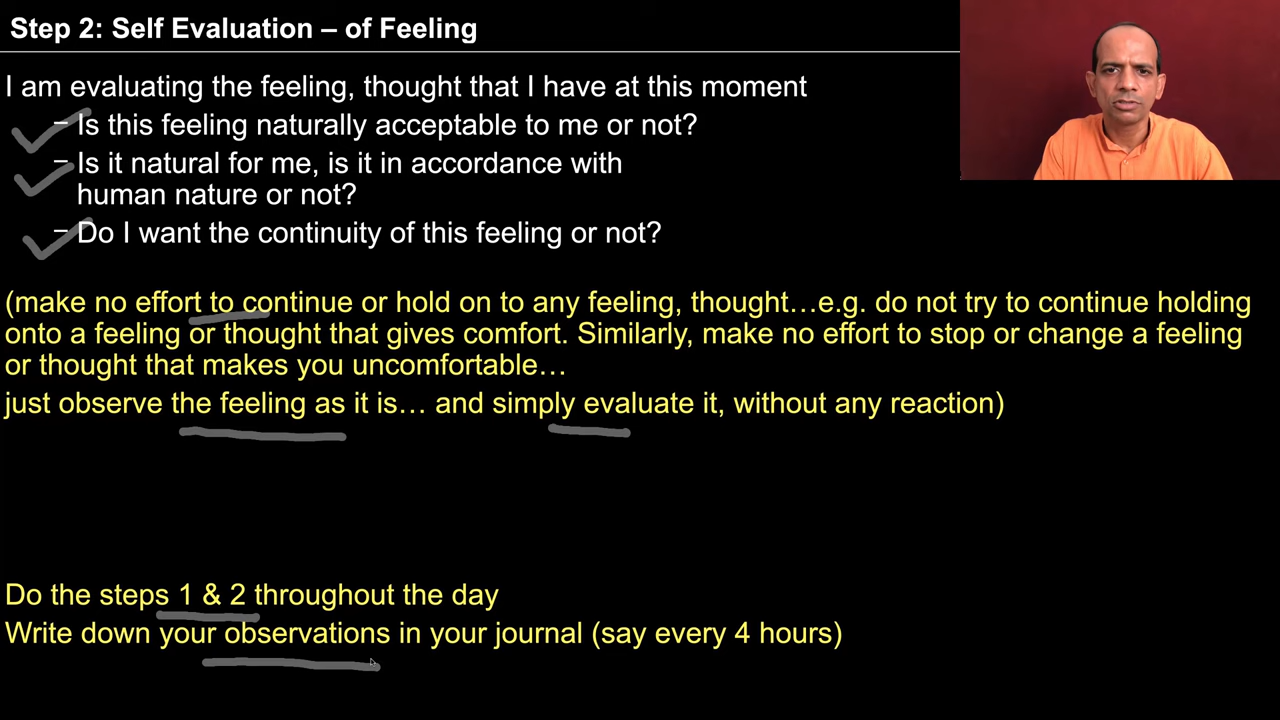 Step 2: Self Evaluation – of Feeling
I am evaluating the feeling, thought that I have at this moment
– Is this feeling naturally acceptable to me or not?
– Is it natural for me, is it in accordance with
human nature or not?
– Do I want the continuity of this feeling or not?
(make no effort to continue or hold on to any feeling, thought…e.g. do not try to continue holding
onto a feeling or thought that gives comfort. Similarly, make no effort to stop or change a feeling
or thought that makes you uncomfortable…
just observe the feeling as it is… and simply evaluate it, without any reaction)
Do the steps 1 & 2 throughout the day
Write down your observations in your journal (say every 4 hours)